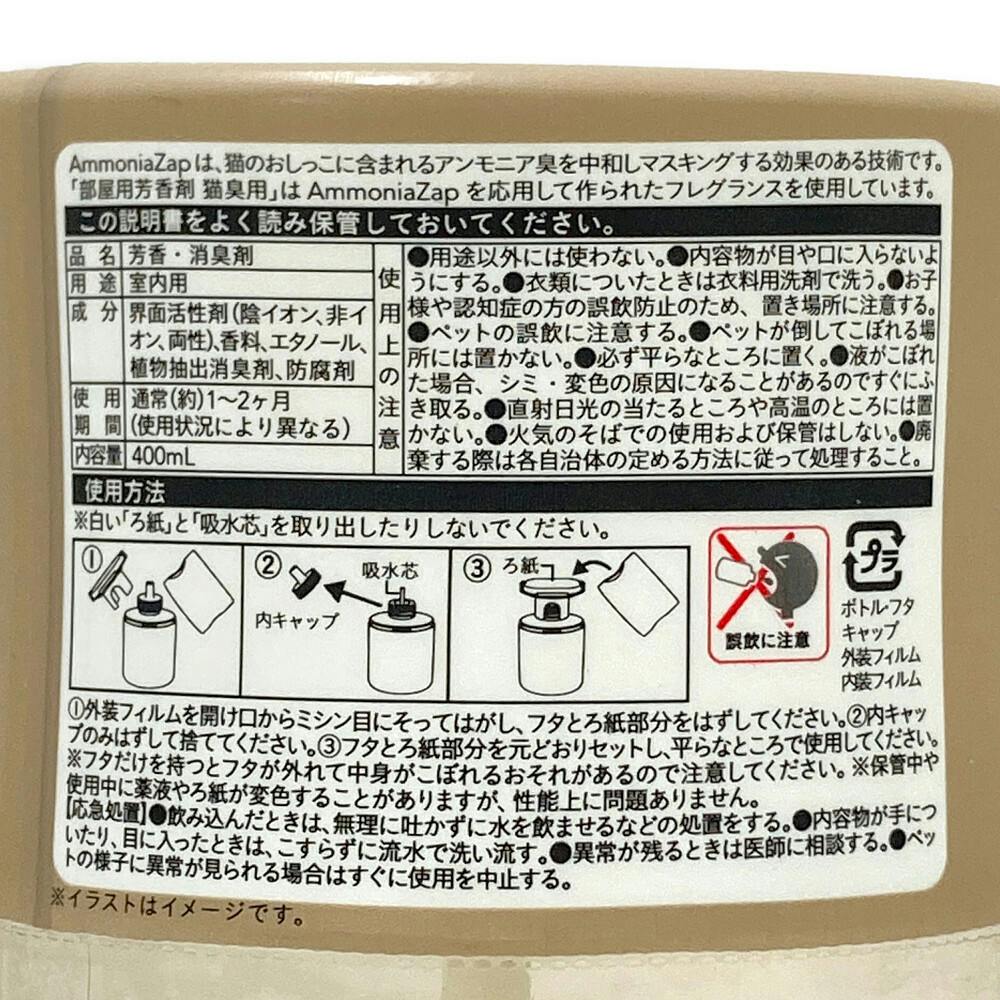 AmmoniaZapは、猫のおしっこに含まれるアンモニア臭を中和しマスキングする効果のある技術です。
「部屋用芳香剤 猫臭用」はAmmoniaZapを応用して作られたフレグランスを使用しています。
この説明書をよく読み保管しておいてください。
品名 芳香・消臭剤
用途 室内用
成分 界面活性剤(陰イオン、非イ
オン、両性)、香料、エタノール、
植物抽出消臭剤、防腐剤
使用 通常(約)1〜2ヶ月
期間 (使用状況により異なる)
内容量 400mL
使用上の注意
●用途以外には使わない。●内容物が目や口に入らないよ
うにする。●衣類についたときは衣料用洗剤で洗う。●お子
様や認知症の方の誤飲防止のため、置き場所に注意する。
●ペットの誤飲に注意する。●ペットが倒してこぼれる場
所には置かない。●必ず平らなところに置く。●液がこぼれ
た場合、シミ・変色の原因になることがあるのですぐにふ
き取る。●直射日光の当たるところや高温のところには置
かない。●火気のそばでの使用および保管はしない。●廃
棄する際は各自治体の定める方法に従って処理すること。
使用方法
※白い「ろ紙」と「吸水芯」を取り出したりしないでください。
①
②
吸水芯
内キャップ
③
ろ紙
誤飲に注意
プラ
ボトル・フタ
キャップ
外装フィルム
内装フィルム
①外装フィルムを開け口からミシン目にそってはがし、フタとろ紙部分をはずしてください。②内キャッ
プのみはずして捨ててください。③フタとろ紙部分を元どおりセットし、平らなところで使用してください。
※フタだけを持つとフタが外れて中身がこぼれるおそれがあるので注意してください。※保管中や
使用中に薬液やろ紙が変色することがありますが、性能上に問題ありません。
【応急処置】●飲み込んだときは、無理に吐かずに水を飲ませるなどの処置をする。●内容物が手につ
いたり、目に入ったときは、こすらずに流水で洗い流す。●異常が残るときは医師に相談する。●ペッ
トの様子に異常が見られる場合はすぐに使用を中止する。
※イラストはイメージです。